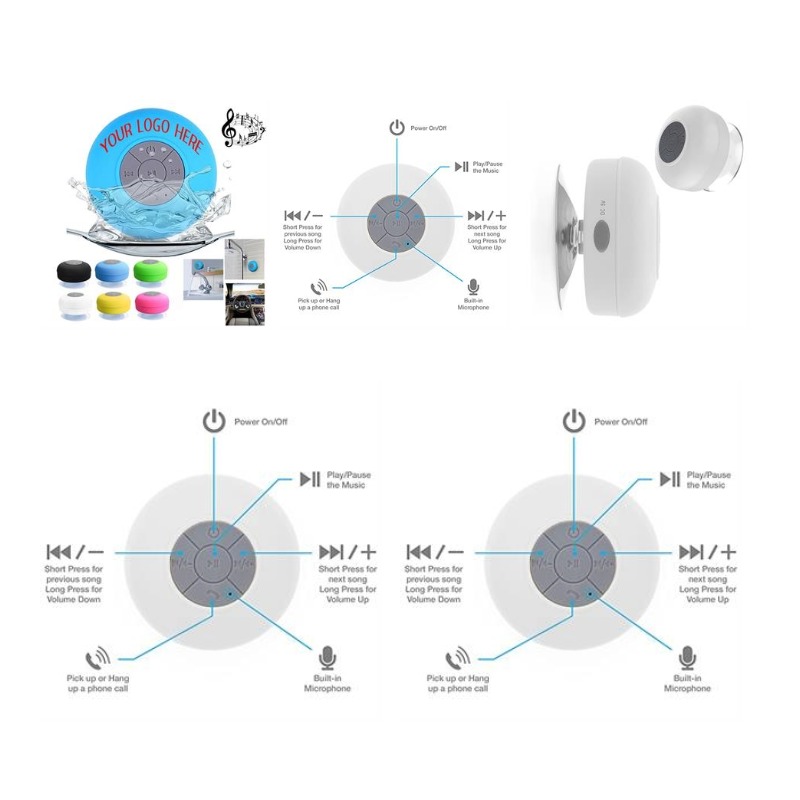 YOUR LOGO HERE
Power On/Off
Play/Pause
the Music
Short Press for
previous song
Long Press for
Volume Down
Short Press for
next song
Long Press for
Volume Up
Pick up or Hang
up a phone call
Built-in
Microphone
DC 5V
Power On/Off
Play/Pause
the Music
Short Press for
previous song
Long Press for
Volume Down
Short Press for
next song
Long Press for
Volume Up
Pick up or Hang
up a phone call
Built-in
Microphone
Power On/Off
Play/Pause
the Music
Short Press for
previous song
Long Press for
Volume Down
Short Press for
next song
Long Press for
Volume Up
Pick up or Hang
up a phone call
Built-in
Microphone